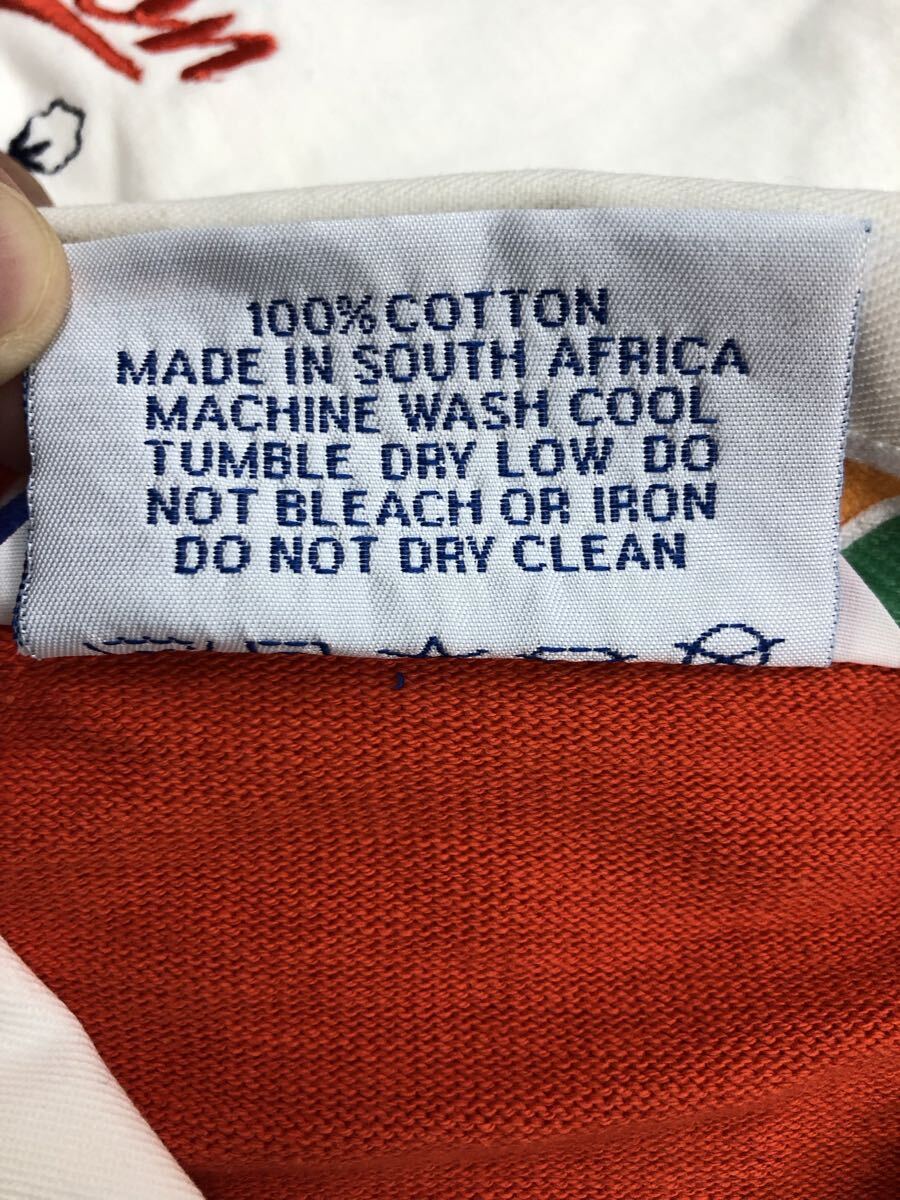 100% COTTON
MADE IN SOUTH AFRICA
MACHINE WASH COOL
TUMBLE DRY LOW DO
NOT BLEACH OR IRON
DO NOT DRY CLEAN